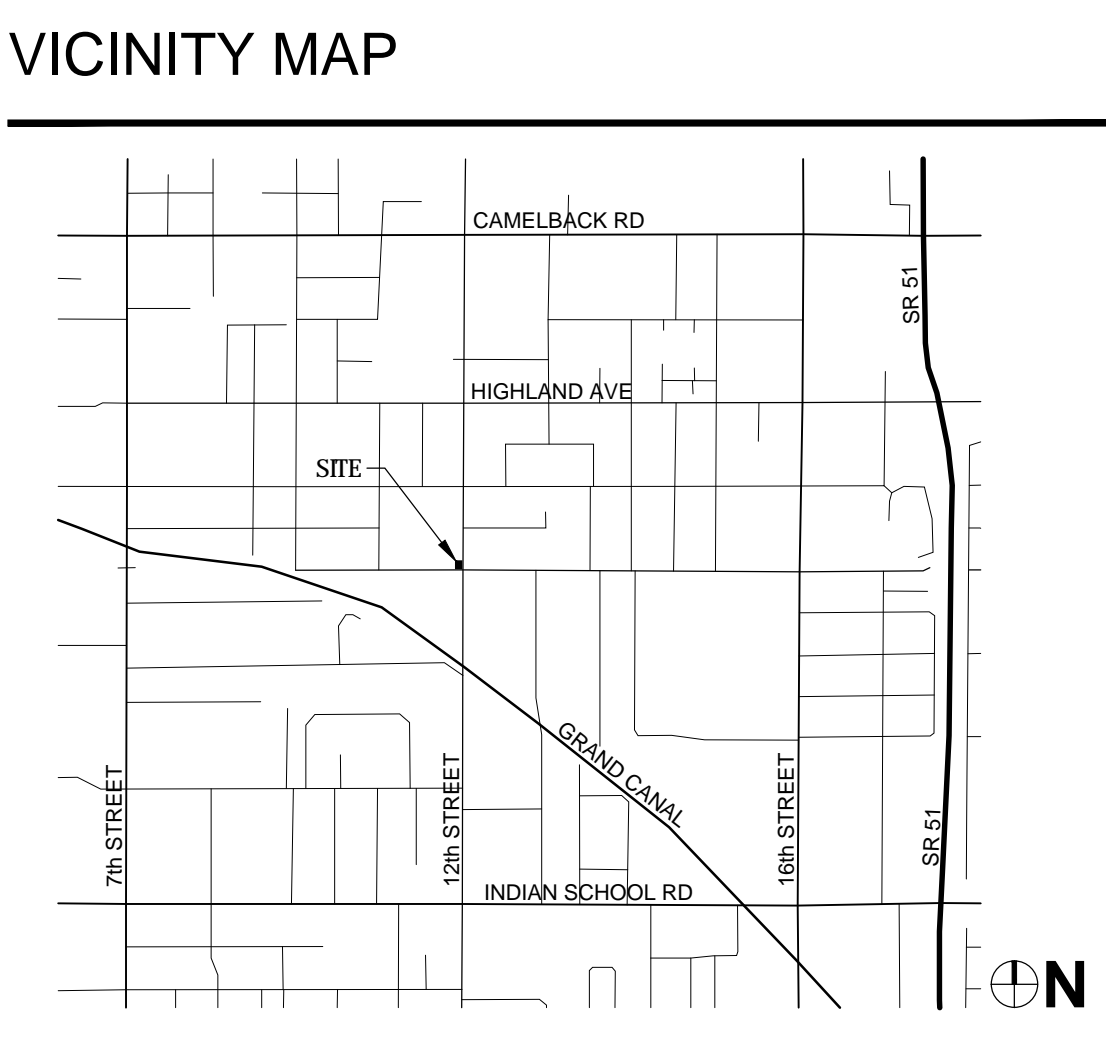 VICINITY MAP
CAMELBACK RD
SR 51
HIGHLAND AVE
SITE
GRAND CANAL
7th STREET
12th STREET
16th STREET
SR 51
INDIAN SCHOOL RD
N